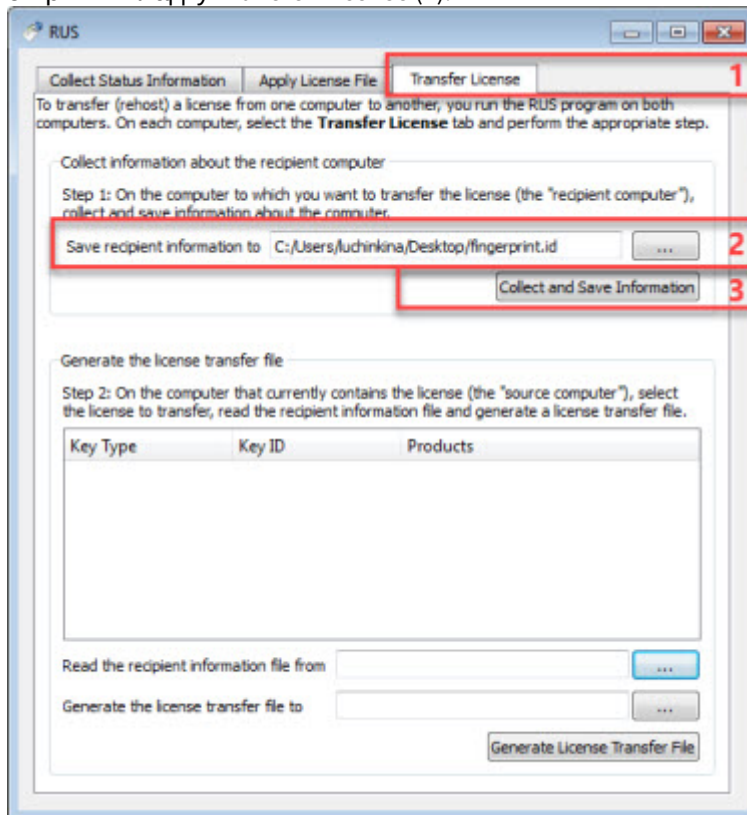 RUS
Collect Status Information Apply License File Transfer License 1
To transfer (rehost) a license from one computer to another, you run the RUS program on both
computers. On each computer, select the Transfer License tab and perform the appropriate step.
Collect information about the recipient computer
Step 1: On the computer to which you want to transfer the license (the "recipient computer"),
collect and save information about the computer.
Save recipient information to C:/Users/luchinkina/Desktop/fingerprint.id ... 2
Collect and Save Information 3
Generate the license transfer file
Step 2: On the computer that currently contains the license (the "source computer"), select
the license to transfer, read the recipient information file and generate a license transfer file.
Key Type Key ID Products
Read the recipient information file from ...
Generate the license transfer file to ...
Generate License Transfer File